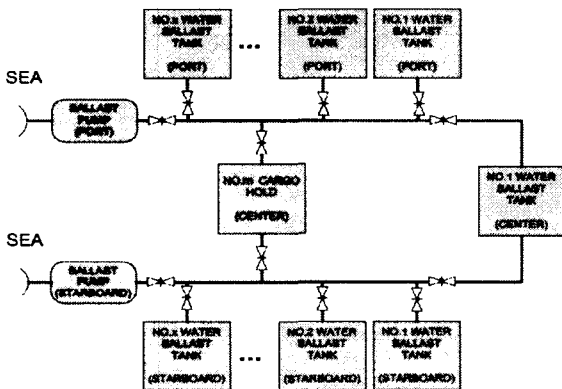 NO.x WATER
BALLAST
TANK
(PORT)
...
NO.2 WATER
BALLAST
TANK
(PORT)
NO.1 WATER
BALLAST
TANK
(PORT)
SEA
BALLAST
PUMP
(PORT)
NO.m CARGO
HOLD
(CENTER)
NO.1 WATER
BALLAST
TANK
(CENTER)
SEA
BALLAST
PUMP
(STARBOARD)
NO.x WATER
BALLAST
TANK
(STARBOARD)
...
NO.2 WATER
BALLAST
TANK
(STARBOARD)
NO.1 WATER
BALLAST
TANK
(STARBOARD)